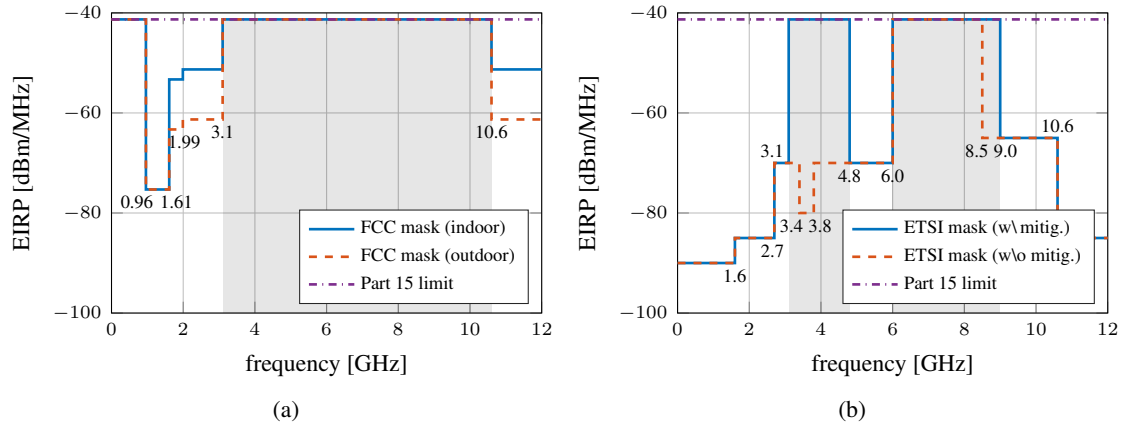 −40
−60
−80
−100
EIRP [dBm/MHz]
0.96
1.61
1.99
3.1
10.6
FCC mask (indoor)
FCC mask (outdoor)
Part 15 limit
0 2 4 6 8 10 12
frequency [GHz]
(a)
−40
−60
−80
−100
EIRP [dBm/MHz]
1.6
2.7
3.1
3.4
3.8
4.8
6.0
8.5
9.0
10.6
ETSI mask (w\ mitig.)
ETSI mask (w\o mitig.)
Part 15 limit
0 2 4 6 8 10 12
frequency [GHz]
(b)